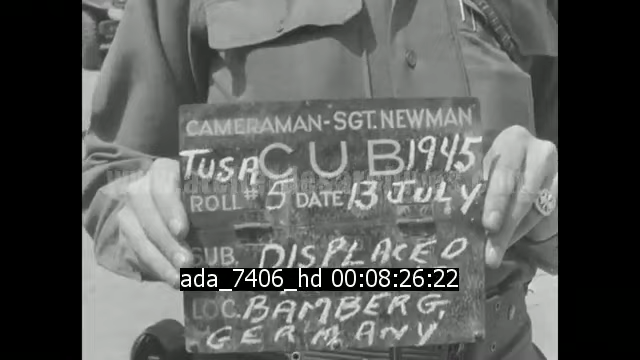 CAMERAMAN-SGT. NEWMAN
TUSA CUB 1945
ROLL #5 DATE 13 JULY
SUB. DISPLACED
ada_7406_hd 00:08:26:22
LOC. BAMBERG,
GERMANY